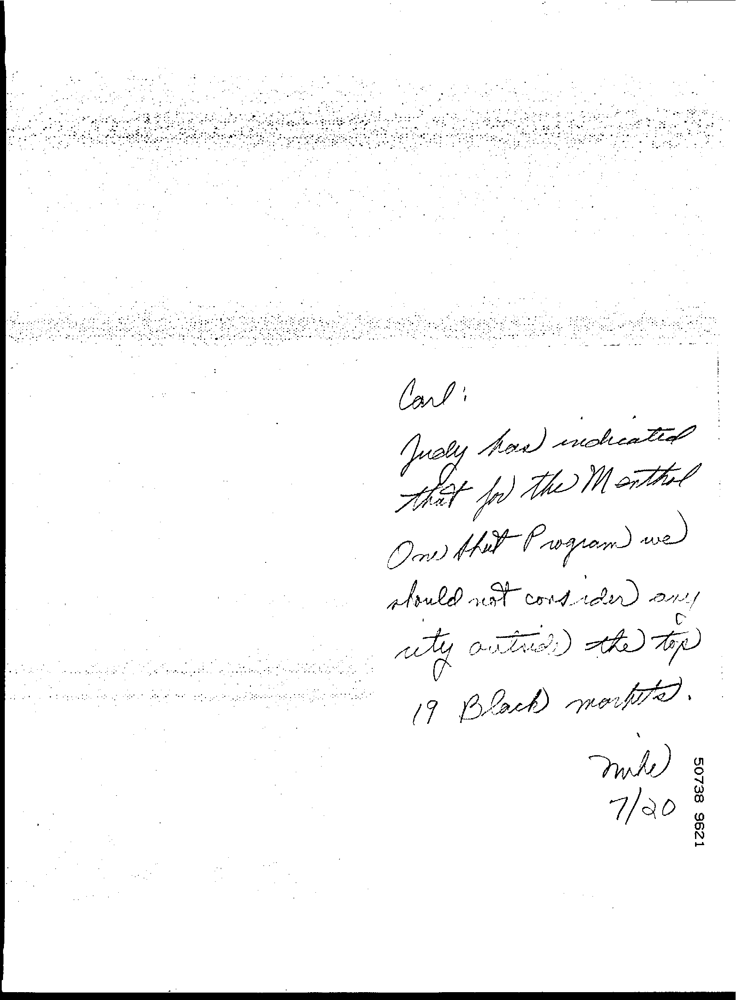 Carl:
Judy has indicated
that for the Menthol
One Shot Program we
should not consider any
city outside the top
19 Black markets.
Mike
7/20
50738 9621